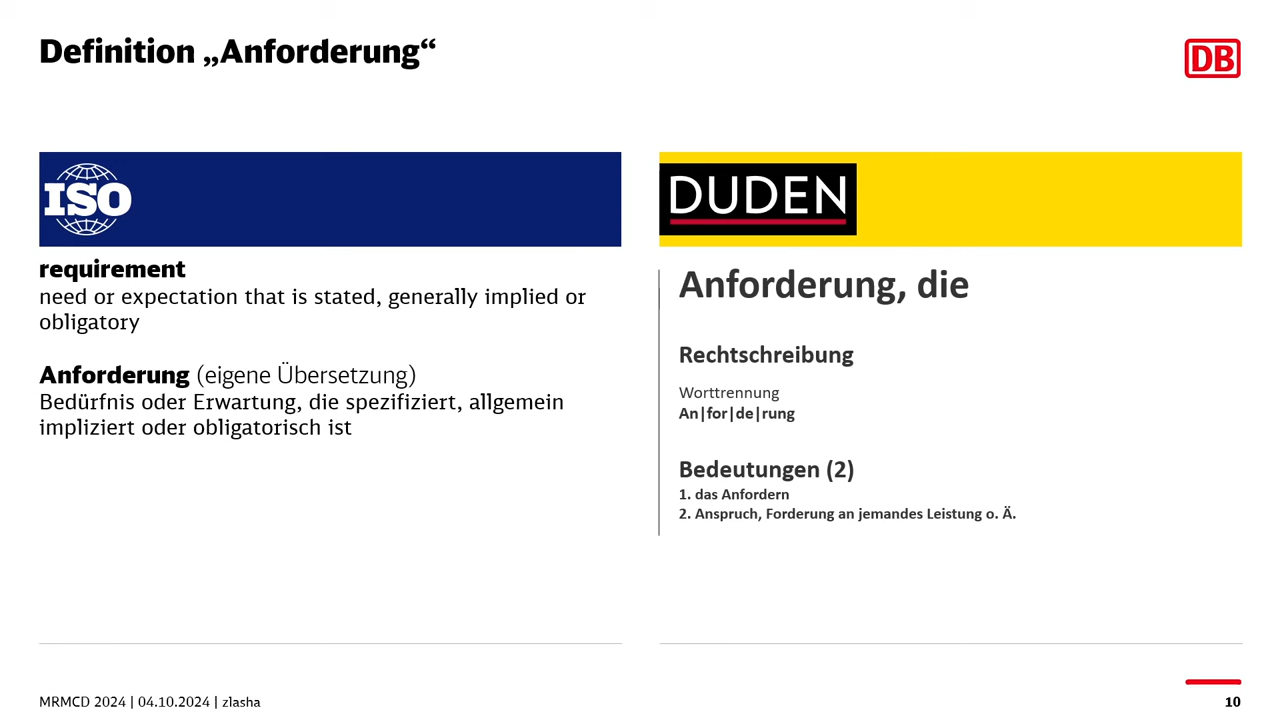 Definition „Anforderung“
DB
ISO
requirement
need or expectation that is stated, generally implied or
obligatory
Anforderung (eigene Übersetzung)
Bedürfnis oder Erwartung, die spezifiziert, allgemein
impliziert oder obligatorisch ist
DUDEN
Anforderung, die
Rechtschreibung
Worttrennung
An|for|de|rung
Bedeutungen (2)
1. das Anfordern
2. Anspruch, Forderung an jemandes Leistung o. Ä.
MRMCD 2024 | 04.10.2024 | zlasha
10